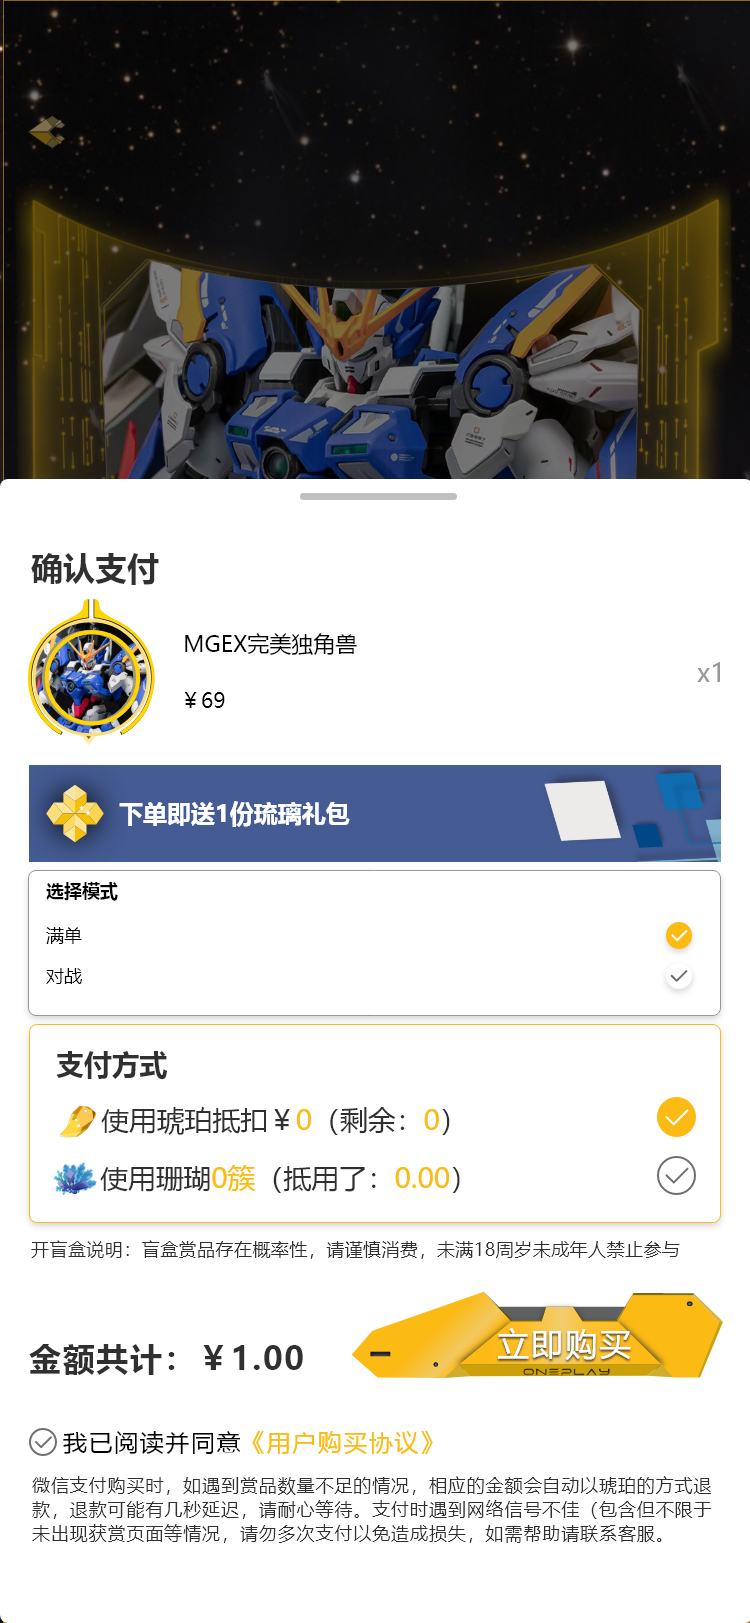 确认支付
MGEX完美独角兽
x1
¥69
下单即送1份琉璃礼包
选择模式
满单
对战
支付方式
使用琥珀抵扣¥0（剩余：0）
使用珊瑚0簇（抵用了：0.00）
开盲盒说明：盲盒赏品存在概率性，请谨慎消费，未满18周岁未成年人禁止参与
金额共计：¥1.00
立即购买
ONEPLAY
我已阅读并同意《用户购买协议》
微信支付购买时，如遇到赏品数量不足的情况，相应的金额会自动以琥珀的方式退
款，退款可能有几秒延迟，请耐心等待。支付时遇到网络信号不佳（包含但不限于
未出现获赏页面等情况，请勿多次支付以免造成损失，如需帮助请联系客服。